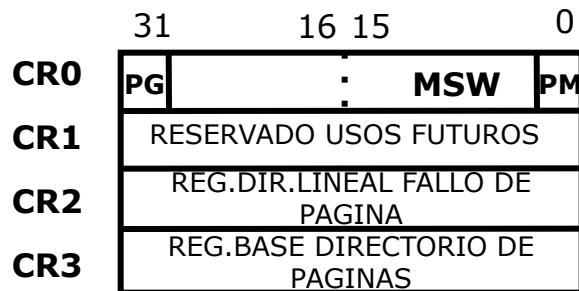 31 16 15 0
CR0 PG MSW PM
CR1 RESERVADO USOS FUTUROS
CR2 REG.DIR.LINEAL FALLO DE
PAGINA
CR3 REG.BASE DIRECTORIO DE
PAGINAS